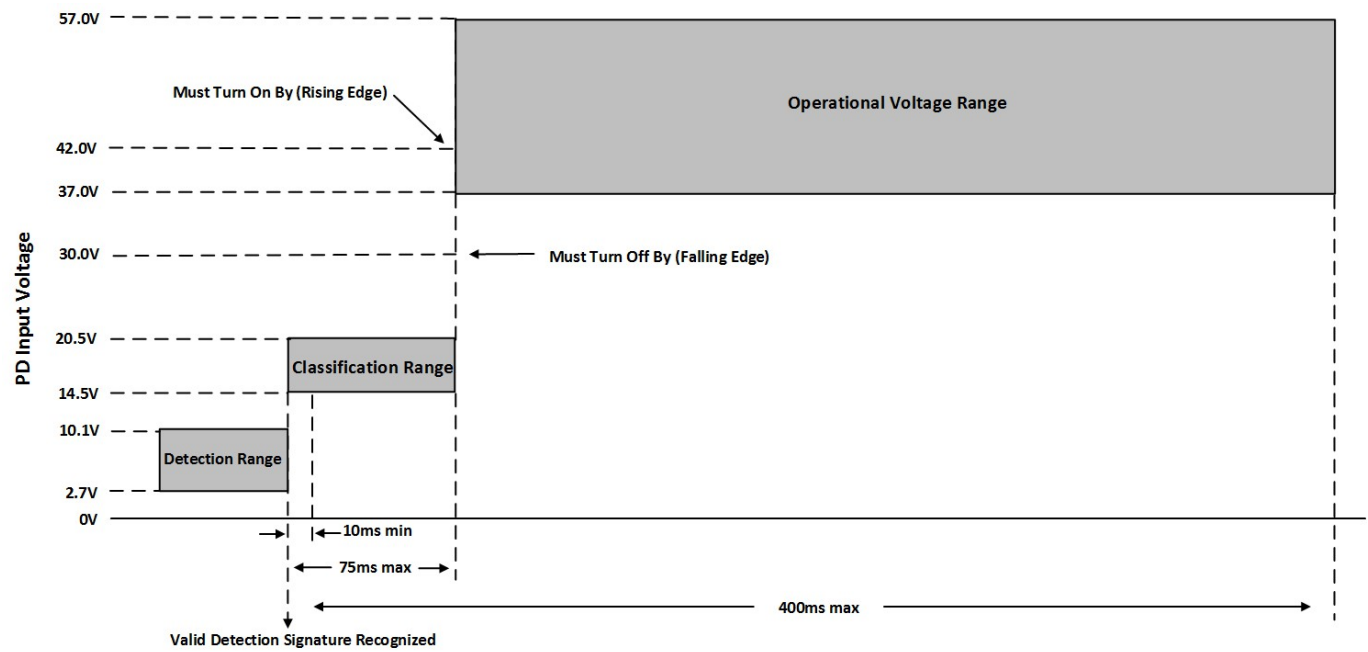 57.0V
Must Turn On By (Rising Edge)
Operational Voltage Range
42.0V
37.0V
PD Input Voltage
30.0V
Must Turn Off By (Falling Edge)
20.5V
Classification Range
14.5V
10.1V
Detection Range
2.7V
0V
10ms min
75ms max
400ms max
Valid Detection Signature Recognized